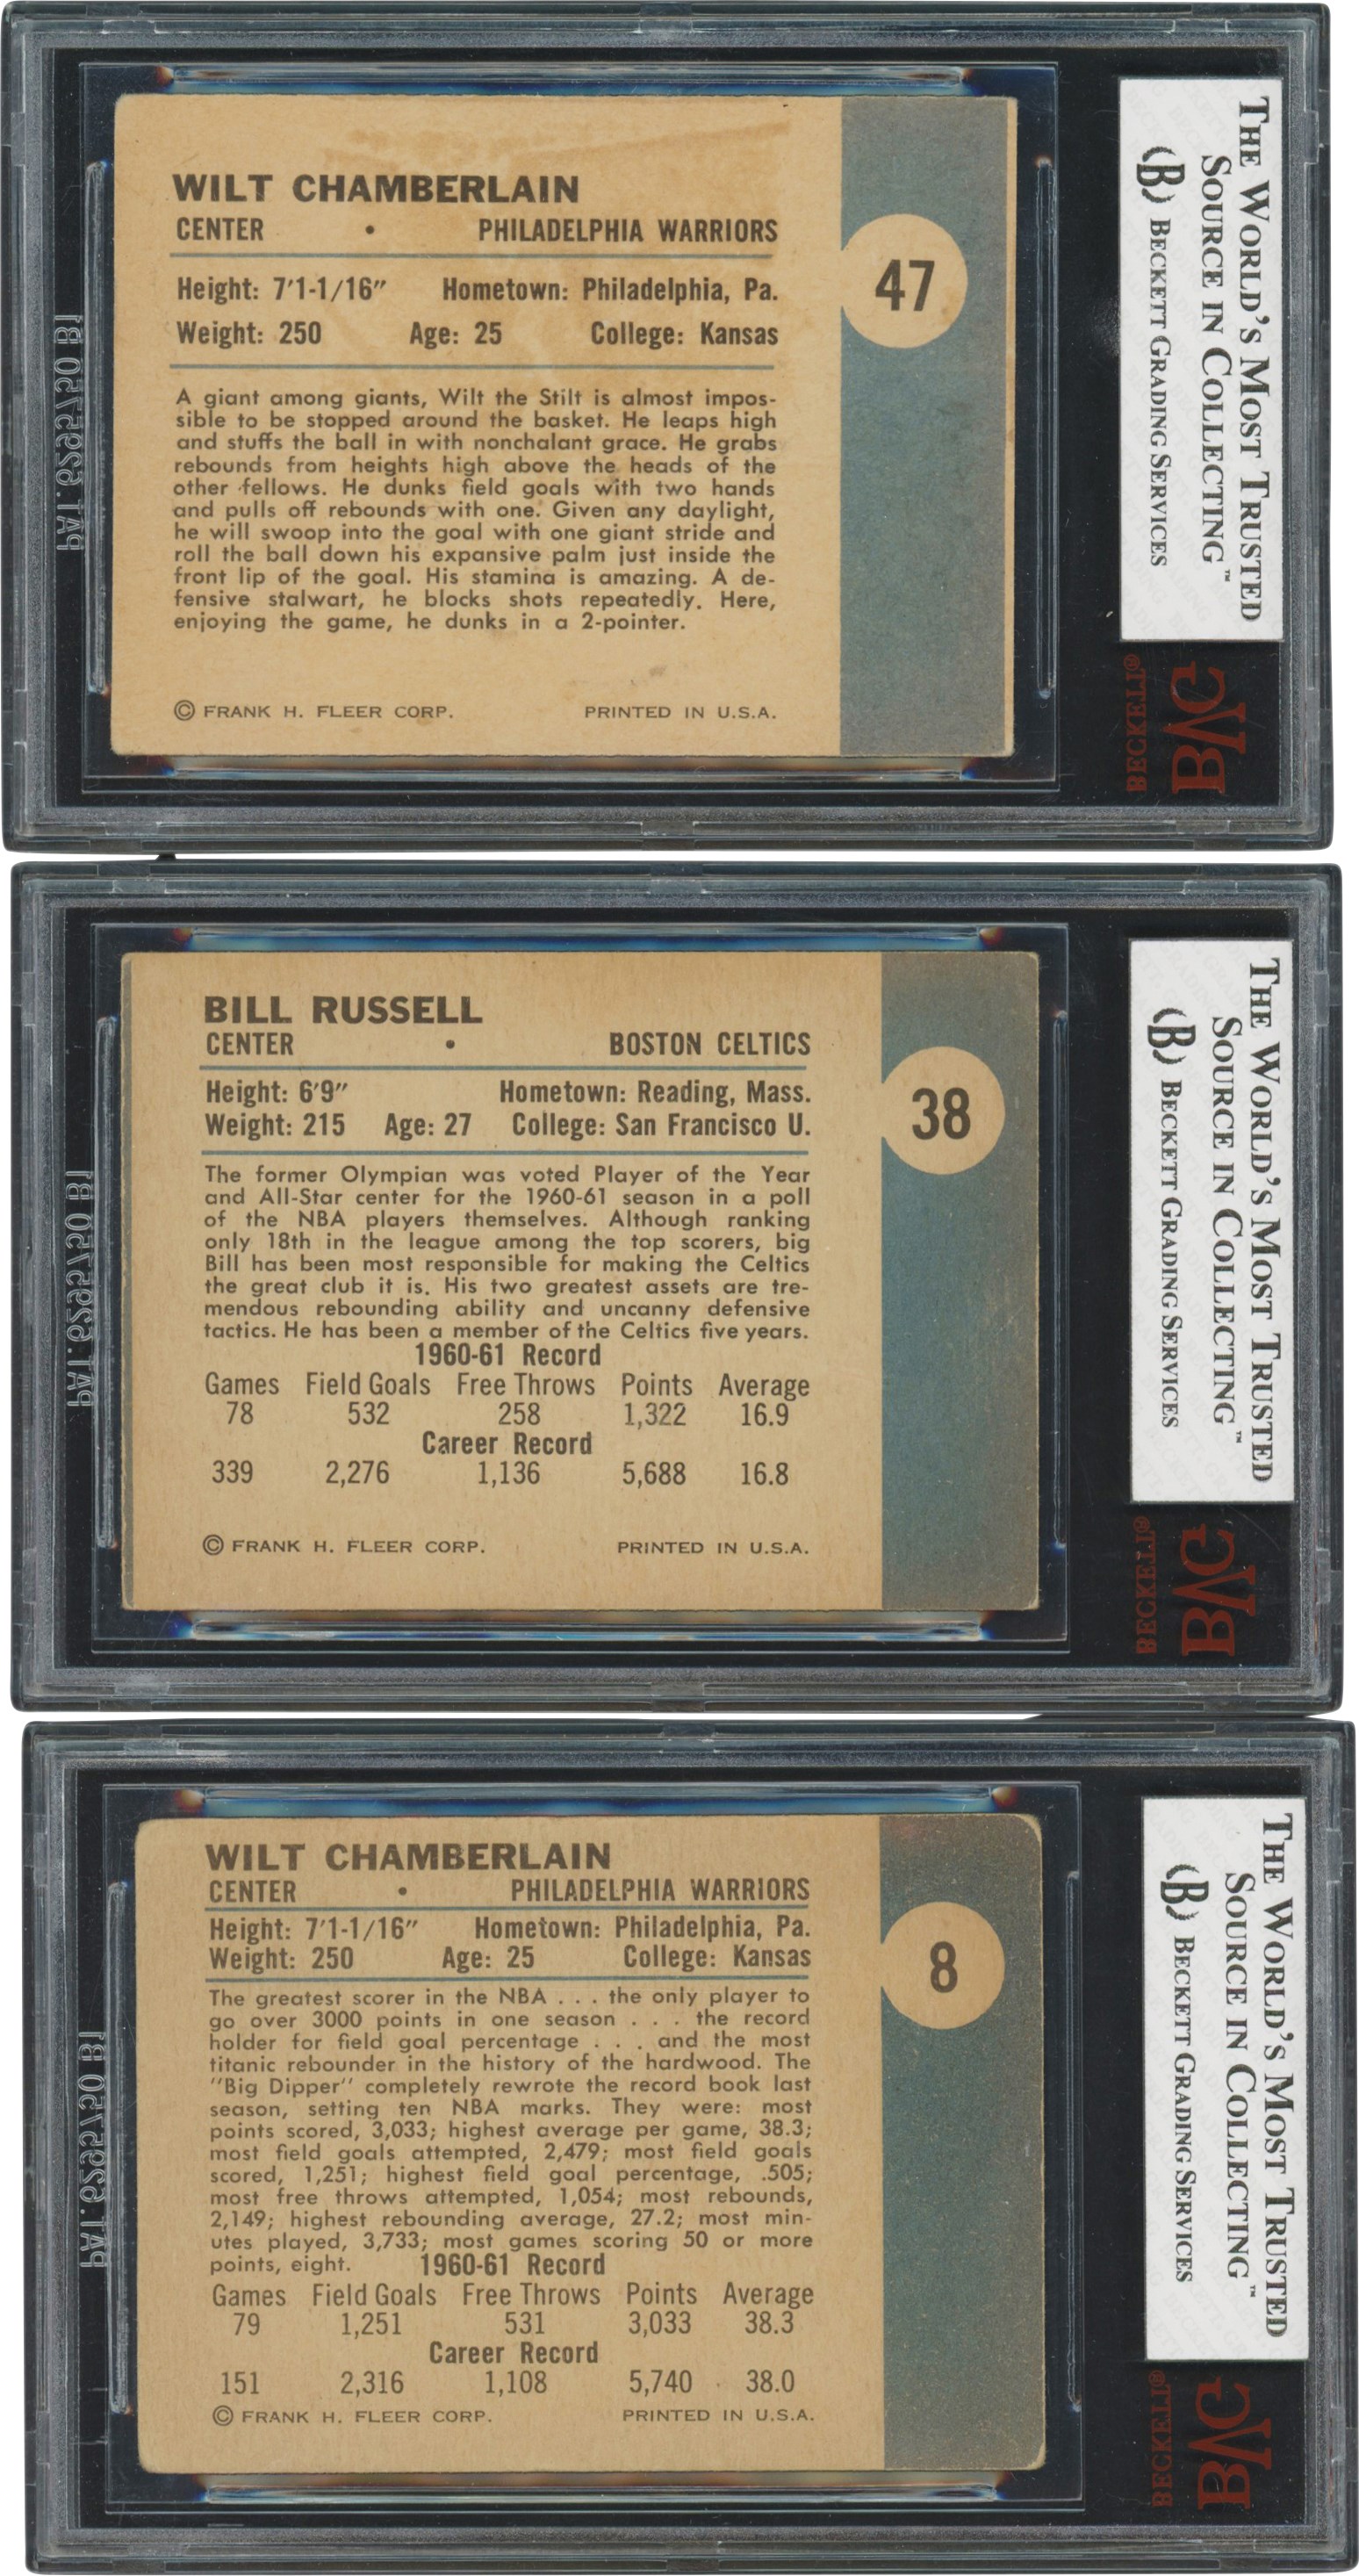 WILT CHAMBERLAIN
CENTER • PHILADELPHIA WARRIORS
Height: 7'1-1/16" Hometown: Philadelphia, Pa.
Weight: 250 Age: 25 College: Kansas
47
A giant among giants, Wilt the Stilt is almost impos-
sible to be stopped around the basket. He leaps high
and stuffs the ball in with nonchalant grace. He grabs
rebounds from heights high above the heads of the
other fellows. He dunks field goals with two hands
and pulls off rebounds with one. Given any daylight,
he will swoop into the goal with one giant stride and
roll the ball down his expansive palm just inside the
front lip of the goal. His stamina is amazing. A de-
fensive stalwart, he blocks shots repeatedly. Here,
enjoying the game, he dunks in a 2-pointer.
© FRANK H. FLEER CORP. PRINTED IN U.S.A.
THE WORLD'S MOST TRUSTED
SOURCE IN COLLECTING™
(B) BECKETT GRADING SERVICES
BECKETT®
BILL RUSSELL
CENTER • BOSTON CELTICS
Height: 6'9" Hometown: Reading, Mass.
Weight: 215 Age: 27 College: San Francisco U.
38
The former Olympian was voted Player of the Year
and All-Star center for the 1960-61 season in a poll
of the NBA players themselves. Although ranking
only 18th in the league among the top scorers, big
Bill has been most responsible for making the Celtics
the great club it is. His two greatest assets are tre-
mendous rebounding ability and uncanny defensive
tactics. He has been a member of the Celtics five years.
1960-61 Record
Games Field Goals Free Throws Points Average
78 532 258 1,322 16.9
Career Record
339 2,276 1,136 5,688 16.8
© FRANK H. FLEER CORP. PRINTED IN U.S.A.
THE WORLD'S MOST TRUSTED
SOURCE IN COLLECTING™
(B) BECKETT GRADING SERVICES
BECKETT®
WILT CHAMBERLAIN
CENTER • PHILADELPHIA WARRIORS
Height: 7'1-1/16" Hometown: Philadelphia, Pa.
Weight: 250 Age: 25 College: Kansas
8
The greatest scorer in the NBA . . . the only player to
go over 3000 points in one season . . . the record
holder for field goal percentage . . . and the most
titanic rebounder in the history of the hardwood. The
"Big Dipper" completely rewrote the record book last
season, setting ten NBA marks. They were: most
points scored, 3,033; highest average per game, 38.3;
most field goals attempted, 2,479; most field goals
scored, 1,251; highest field goal percentage, .505;
most free throws attempted, 1,054; most rebounds,
2,149; highest rebounding average, 27.2; most min-
utes played, 3,733; most games scoring 50 or more
points, eight. 1960-61 Record
Games Field Goals Free Throws Points Average
79 1,251 531 3,033 38.3
Career Record
151 2,316 1,108 5,740 38.0
© FRANK H. FLEER CORP. PRINTED IN U.S.A.
THE WORLD'S MOST TRUSTED
SOURCE IN COLLECTING™
(B) BECKETT GRADING SERVICES
BECKETT®